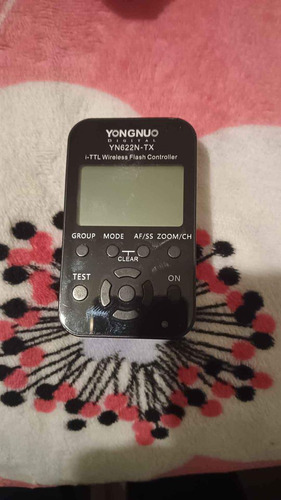 YONGNUO
DIGITAL
YN622N-TX
i-TTL Wireless Flash Controller
GROUP MODE AF/SS ZOOM/CH
CLEAR
TEST ON